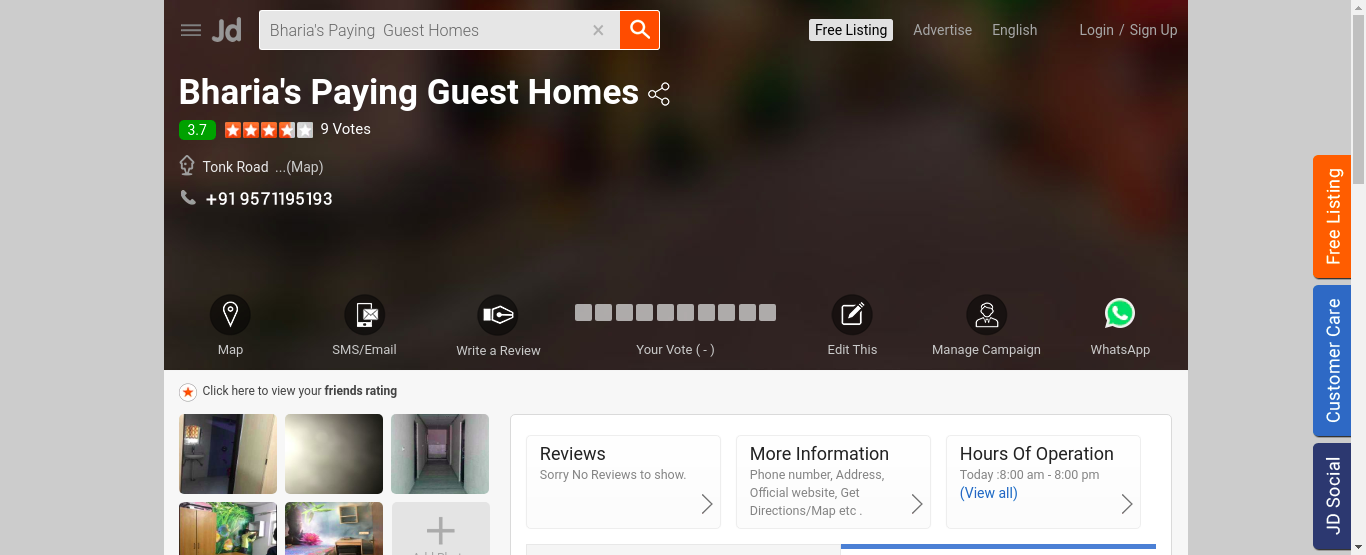 Jd
Bharia's Paying  Guest Homes
Free Listing
Advertise
English
Login / Sign Up
Bharia's Paying Guest Homes
3.7
9 Votes
Tonk Road ...(Map)
+91 9571195193
Map
SMS/Email
Write a Review
Your Vote ( - )
Edit This
Manage Campaign
WhatsApp
Click here to view your friends rating
Reviews
Sorry No Reviews to show.
More Information
Phone number, Address,
Official website, Get
Directions/Map etc .
Hours Of Operation
Today :8:00 am - 8:00 pm
(View all)
Free Listing
Customer Care
JD Social